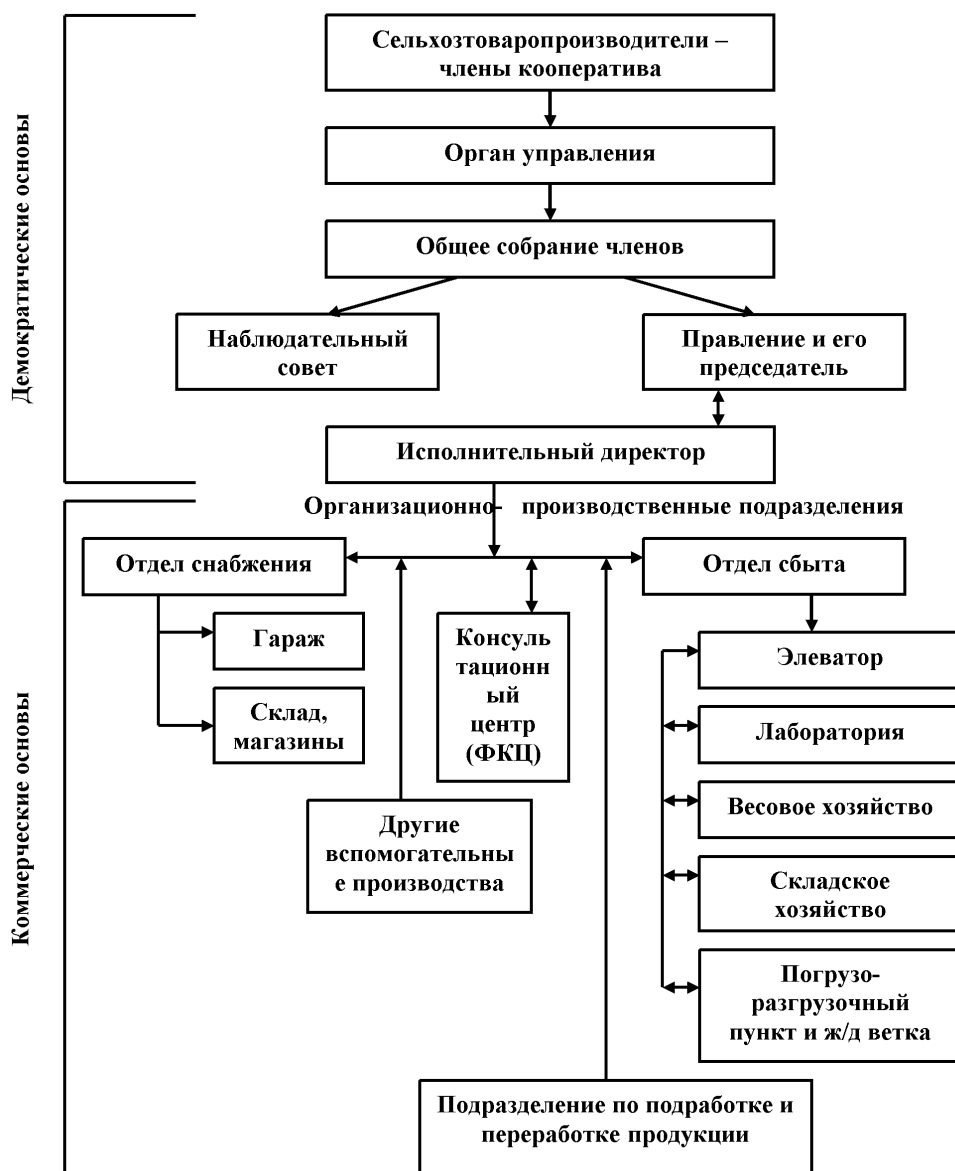 Демократические основы
Сельхозтоваропроизводители –
члены кооператива
Орган управления
Общее собрание членов
Наблюдательный
совет
Правление и его
председатель
Исполнительный директор
Коммерческие основы
Организационно- производственные подразделения
Отдел снабжения
Отдел сбыта
Гараж
Склад,
магазины
Консуль
тационн
ый
центр
(ФКЦ)
Другие
вспомогательны
е производства
Элеватор
Лаборатория
Весовое хозяйство
Складское
хозяйство
Погрузо-
разгрузочный
пункт и ж/д ветка
Подразделение по подработке и
переработке продукции